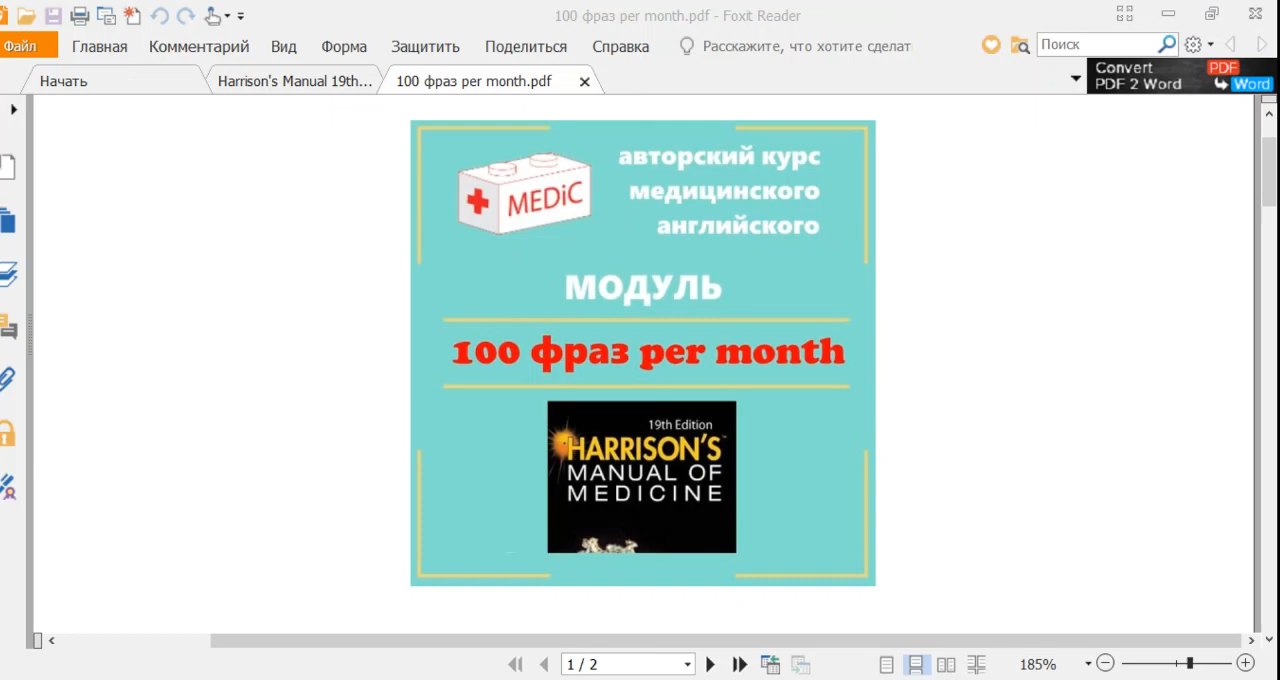 100 фраз per month.pdf - Foxit Reader
Файл Главная Комментарий Вид Форма Защитить Поделиться Справка Расскажите, что хотите сделат Поиск
Начать Harrison's Manual 19th... 100 фраз per month.pdf
Convert PDF
PDF 2 Word Word
MEDiC
авторский курс
медицинского
английского
МОДУЛЬ
100 фраз per month
19th Edition
HARRISON'S
MANUAL OF
MEDICINE
1 / 2 185%